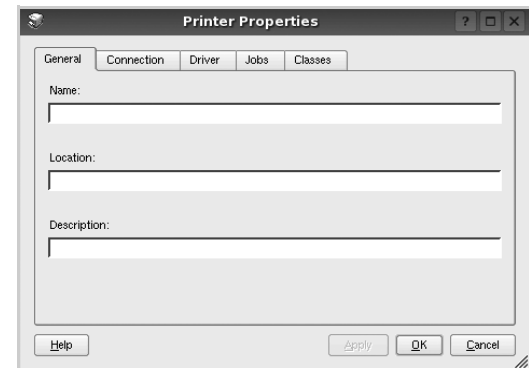 Printer Properties
General Connection Driver Jobs Classes
Name:
Location:
Description:
Help Apply OK Cancel